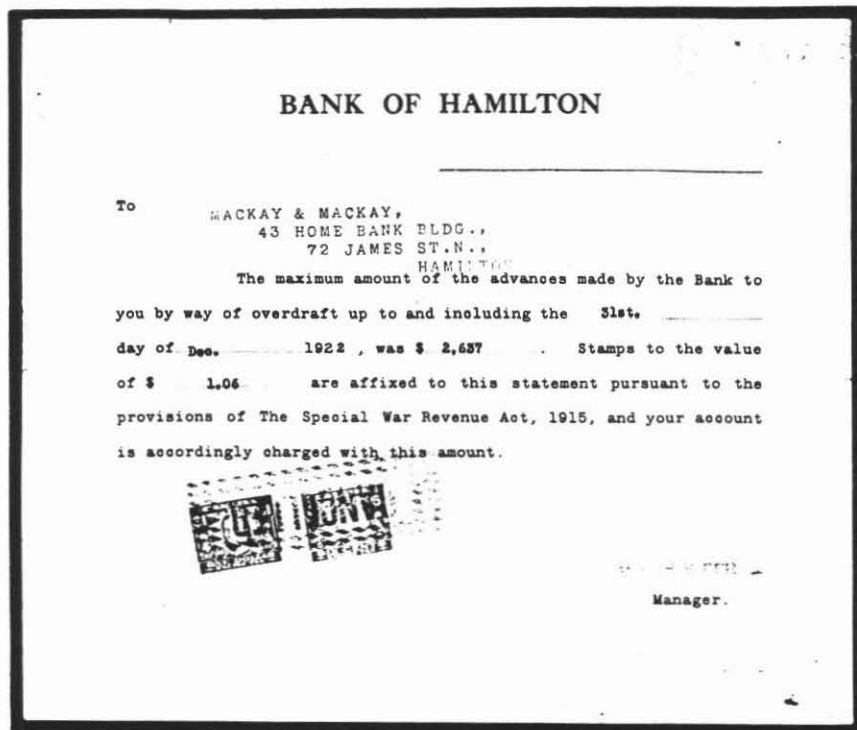 BANK OF HAMILTON
To
MACKAY & MACKAY,
43 HOME BANK BLDG.,
72 JAMES ST.N.,
HAMILTON
The maximum amount of the advances made by the Bank to
you by way of overdraft up to and including the 31st.
day of Dec. 1922, was $ 2,637 . Stamps to the value
of $ 1.06 are affixed to this statement pursuant to the
provisions of The Special War Revenue Act, 1915, and your account
is accordingly charged with this amount.
Manager.